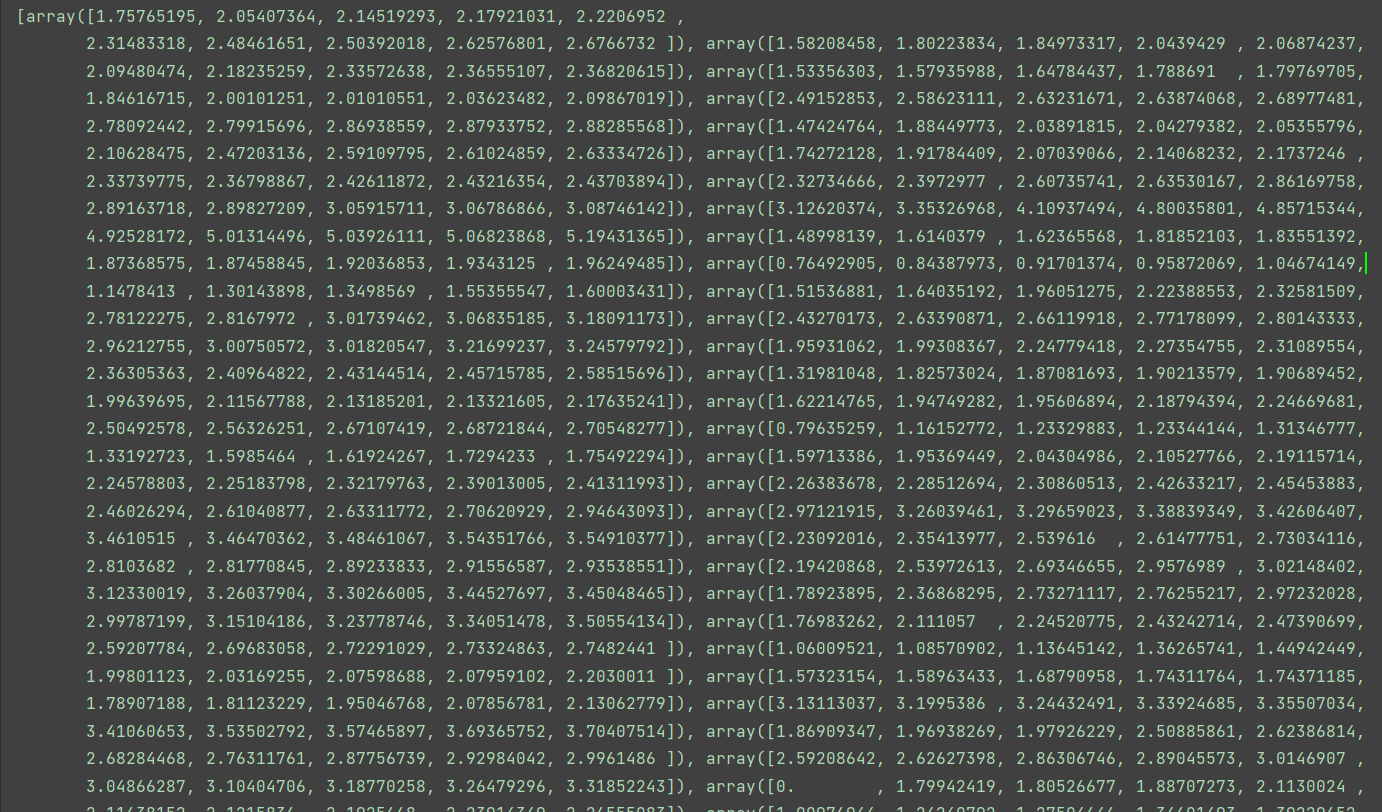 [array([1.75765195, 2.05407364, 2.14519293, 2.17921031, 2.2206952 ,
2.31483318, 2.48461651, 2.50392018, 2.62576801, 2.6766732 ]), array([1.58208458, 1.80223834, 1.84973317, 2.0439429 , 2.06874237,
2.09480474, 2.18235259, 2.33572638, 2.36555107, 2.36820615]), array([1.53356303, 1.57935988, 1.64784437, 1.788691  , 1.79769705,
1.84616715, 2.00101251, 2.01010551, 2.03623482, 2.09867019]), array([2.49152853, 2.58623111, 2.63231671, 2.63874068, 2.68977481,
2.78092442, 2.79915696, 2.86938559, 2.87933752, 2.88285568]), array([1.47424764, 1.88449773, 2.03891815, 2.04279382, 2.05355796,
2.10628475, 2.47203136, 2.59109795, 2.61024859, 2.63334726]), array([1.74272128, 1.91784409, 2.07039066, 2.14068232, 2.1737246 ,
2.33739775, 2.36798867, 2.42611872, 2.43216354, 2.43703894]), array([2.32734666, 2.3972977 , 2.60735741, 2.63530167, 2.86169758,
2.89163718, 2.89827209, 3.05915711, 3.06786866, 3.08746142]), array([3.12620374, 3.35326968, 4.10937494, 4.80035801, 4.85715344,
4.92528172, 5.01314496, 5.03926111, 5.06823868, 5.19431365]), array([1.48998139, 1.6140379 , 1.62365568, 1.81852103, 1.83551392,
1.87368575, 1.87458845, 1.92036853, 1.9343125 , 1.96249485]), array([0.76492905, 0.84387973, 0.91701374, 0.95872069, 1.04674149,
1.1478413 , 1.30143898, 1.3498569 , 1.55355547, 1.60003431]), array([1.51536881, 1.64035192, 1.96051275, 2.22388553, 2.32581509,
2.78122275, 2.8167972 , 3.01739462, 3.06835185, 3.18091173]), array([2.43270173, 2.63390871, 2.66119918, 2.77178099, 2.80143333,
2.96212755, 3.00750572, 3.01820547, 3.21699237, 3.24579792]), array([1.95931062, 1.99308367, 2.24779418, 2.27354755, 2.31089554,
2.36305363, 2.40964822, 2.43144514, 2.45715785, 2.58515696]), array([1.31981048, 1.82573024, 1.87081693, 1.90213579, 1.90689452,
1.99639695, 2.11567788, 2.13185201, 2.13321605, 2.17635241]), array([1.62214765, 1.94749282, 1.95606894, 2.18794394, 2.24669681,
2.50492578, 2.56326251, 2.67107419, 2.68721844, 2.70548277]), array([0.79635259, 1.16152772, 1.23329883, 1.23344144, 1.31346777,
1.33192723, 1.5985464 , 1.61924267, 1.7294233 , 1.75492294]), array([1.59713386, 1.95369449, 2.04304986, 2.10527766, 2.19115714,
2.24578803, 2.25183798, 2.32179763, 2.39013005, 2.41311993]), array([2.26383678, 2.28512694, 2.30860513, 2.42633217, 2.45453883,
2.46026294, 2.61040877, 2.63311772, 2.70620929, 2.94643093]), array([2.97121915, 3.26039461, 3.29659023, 3.38839349, 3.42606407,
3.4610515 , 3.46470362, 3.48461067, 3.54351766, 3.54910377]), array([2.23092016, 2.35413977, 2.539616  , 2.61477751, 2.73034116,
2.8103682 , 2.81770845, 2.89233833, 2.91556587, 2.93538551]), array([2.19420868, 2.53972613, 2.69346655, 2.9576989 , 3.02148402,
3.12330019, 3.26037904, 3.30266005, 3.44527697, 3.45048465]), array([1.78923895, 2.36868295, 2.73271117, 2.76255217, 2.97232028,
2.99787199, 3.15104186, 3.23778746, 3.34051478, 3.50554134]), array([1.76983262, 2.111057  , 2.24520775, 2.43242714, 2.47390699,
2.59207784, 2.69683058, 2.72291029, 2.73324863, 2.7482441 ]), array([1.06009521, 1.08570902, 1.13645142, 1.36265741, 1.44942449,
1.99801123, 2.03169255, 2.07598688, 2.07959102, 2.2030011 ]), array([1.57323154, 1.58963433, 1.68790958, 1.74311764, 1.74371185,
1.78907188, 1.81123229, 1.95046768, 2.07856781, 2.13062779]), array([3.13113037, 3.1995386 , 3.24432491, 3.33924685, 3.35507034,
3.41060653, 3.53502792, 3.57465897, 3.69365752, 3.70407514]), array([1.86909347, 1.96938269, 1.97926229, 2.50885861, 2.62386814,
2.68284468, 2.76311761, 2.87756739, 2.92984042, 2.9961486 ]), array([2.59208642, 2.62627398, 2.86306746, 2.89045573, 3.0146907 ,
3.04866287, 3.10404706, 3.18770258, 3.26479296, 3.31852243]), array([0.        , 1.79942419, 1.80526677, 1.88707273, 2.1130024 ,